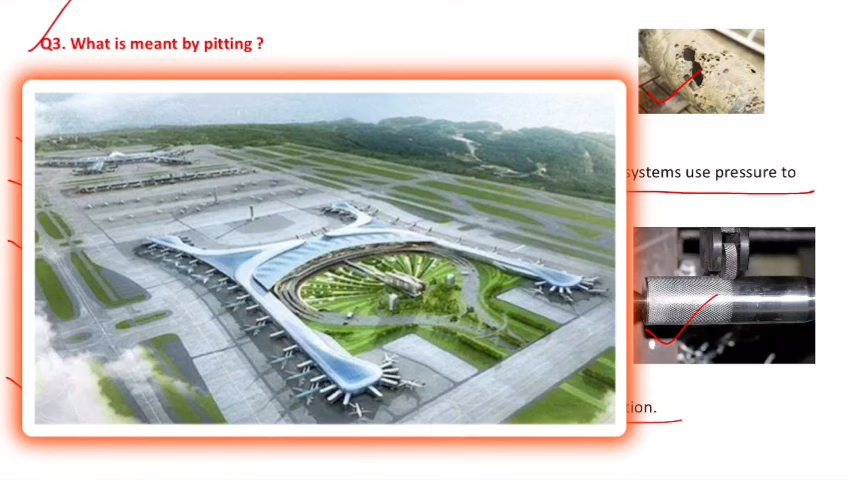 Q3. What is meant by pitting ?
systems use pressure to
tion.